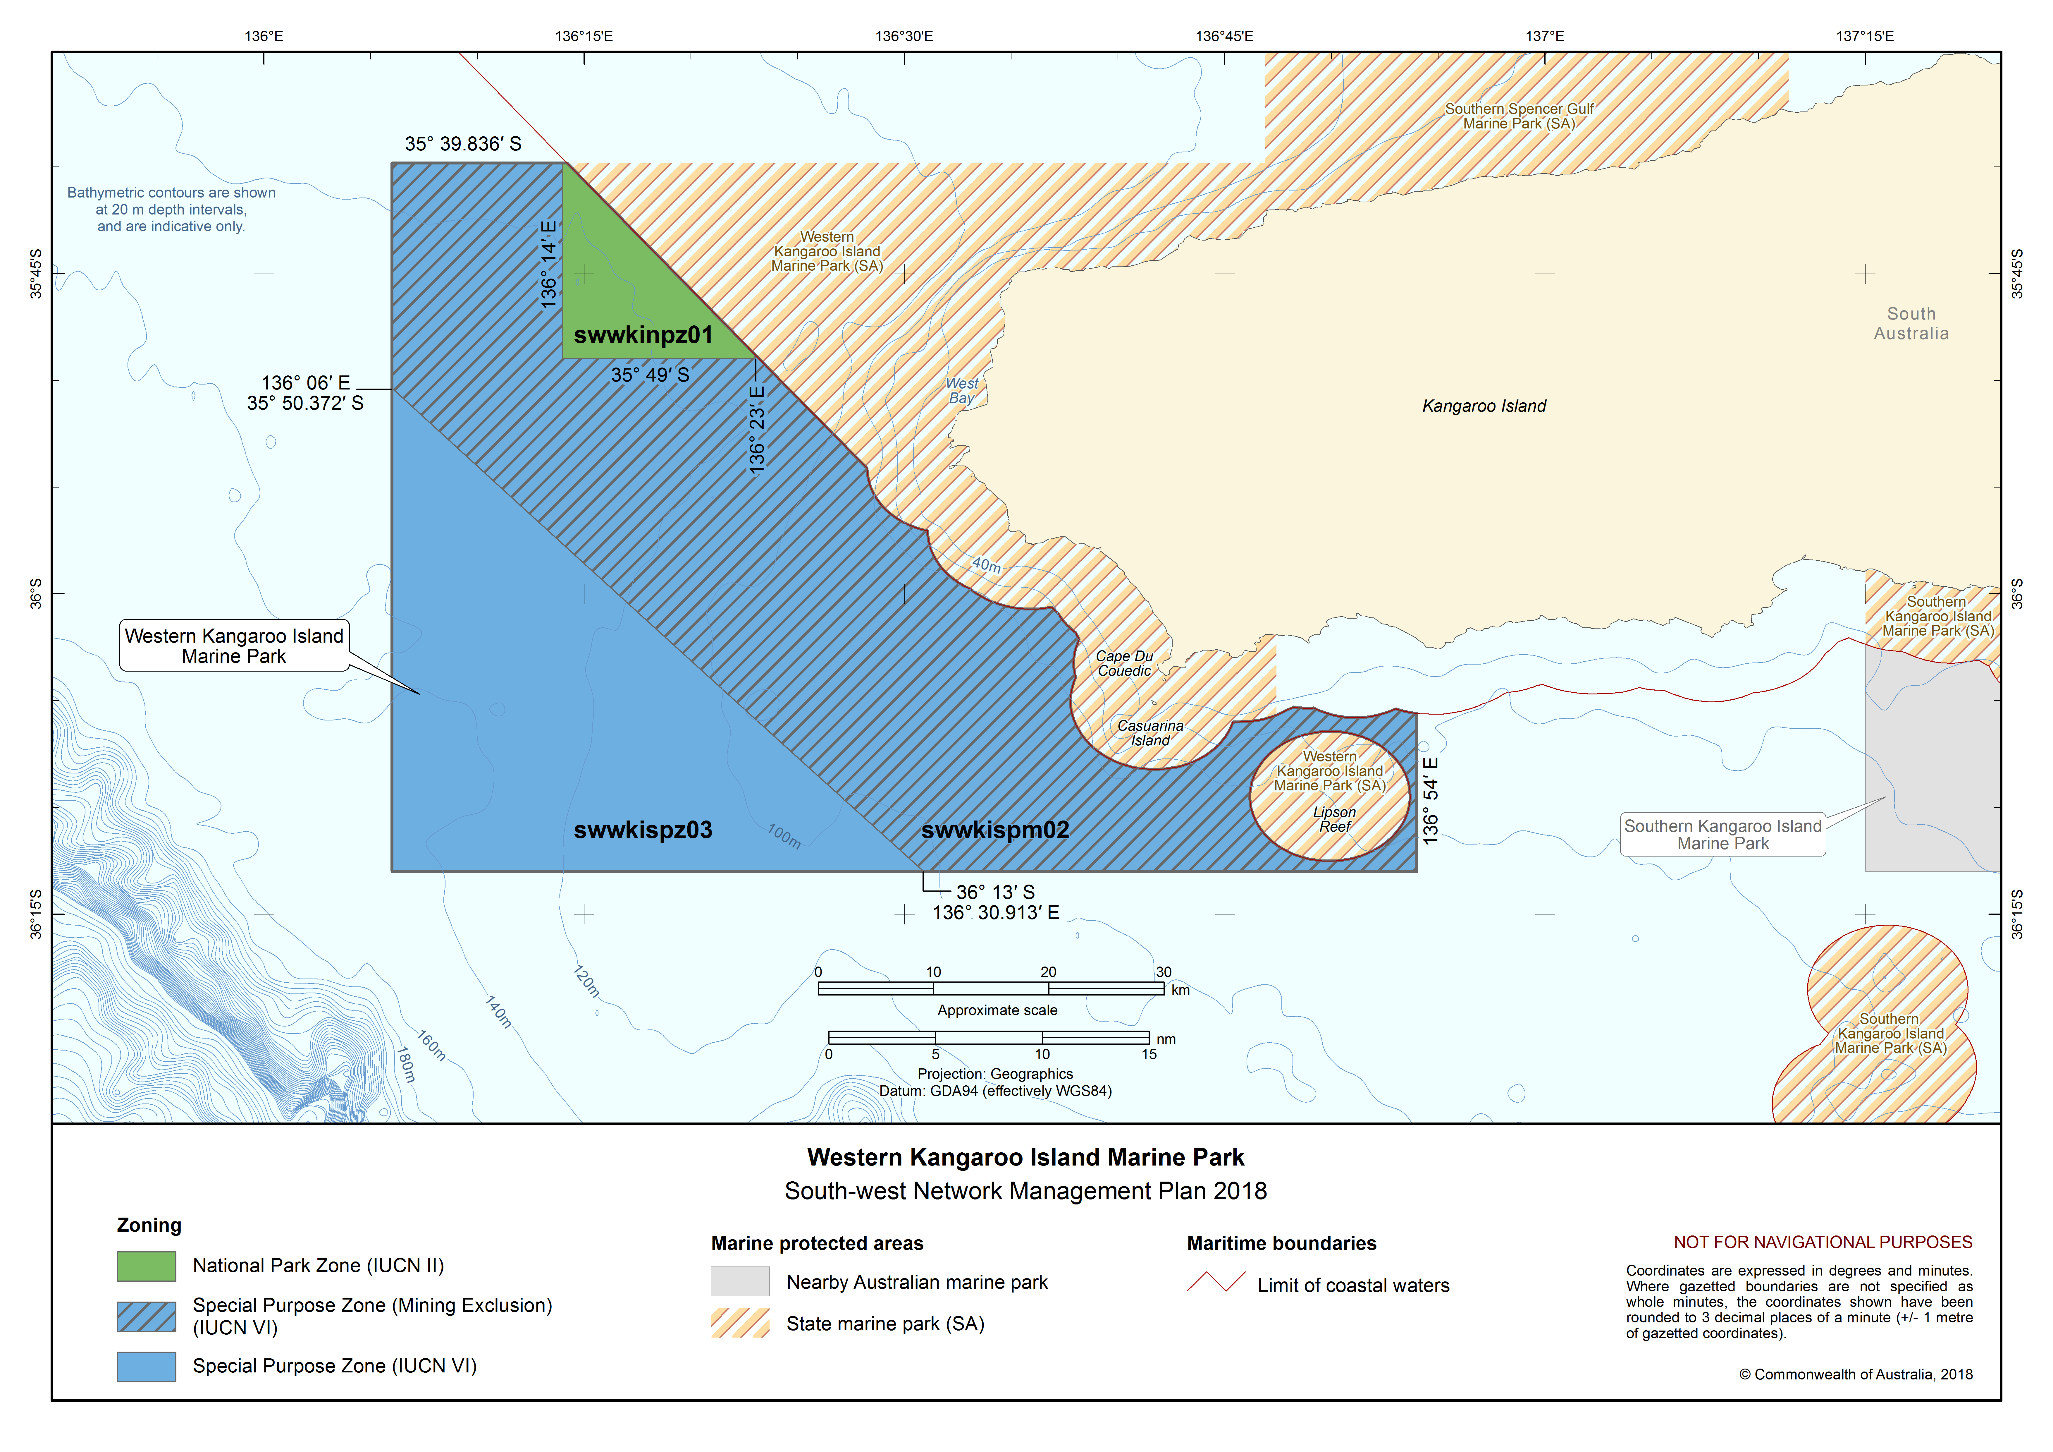 136°E
136°15'E
136°30'E
136°45'E
137°E
137°15'E
35° 39.836′ S
Southern Spencer Gulf
Marine Park (SA)
Bathymetric contours are shown
at 20 m depth intervals,
and are indicative only.
136° 14′ E
Western
Kangaroo Island
Marine Park (SA)
35°45'S
35°45'S
South
Australia
swwkinpz01
35° 49′ S
136° 23′ E
136° 06′ E
35° 50.372′ S
West
Bay
Kangaroo Island
40m
36°S
36°S
Southern
Kangaroo Island
Marine Park (SA)
Western Kangaroo Island
Marine Park
Cape Du
Couedic
Casuarina
Island
Western
Kangaroo Island
Marine Park (SA)
Lipson
Reef
136° 54′ E
swwkispz03
100m
swwkispm02
Southern Kangaroo Island
Marine Park
36° 13′ S
136° 30.913′ E
36°15'S
36°15'S
120m
140m
160m
180m
0 10 20 30
km
Approximate scale
nm
0 5 10 15
Projection: Geographics
Datum: GDA94 (effectively WGS84)
Southern
Kangaroo Island
Marine Park (SA)
Western Kangaroo Island Marine Park
South-west Network Management Plan 2018
Zoning
National Park Zone (IUCN II)
Special Purpose Zone (Mining Exclusion)
(IUCN VI)
Special Purpose Zone (IUCN VI)
Marine protected areas
Nearby Australian marine park
State marine park (SA)
Maritime boundaries
Limit of coastal waters
NOT FOR NAVIGATIONAL PURPOSES
Coordinates are expressed in degrees and minutes.
Where gazetted boundaries are not specified as
whole minutes, the coordinates shown have been
rounded to 3 decimal places of a minute (+/- 1 metre
of gazetted coordinates).
© Commonwealth of Australia, 2018